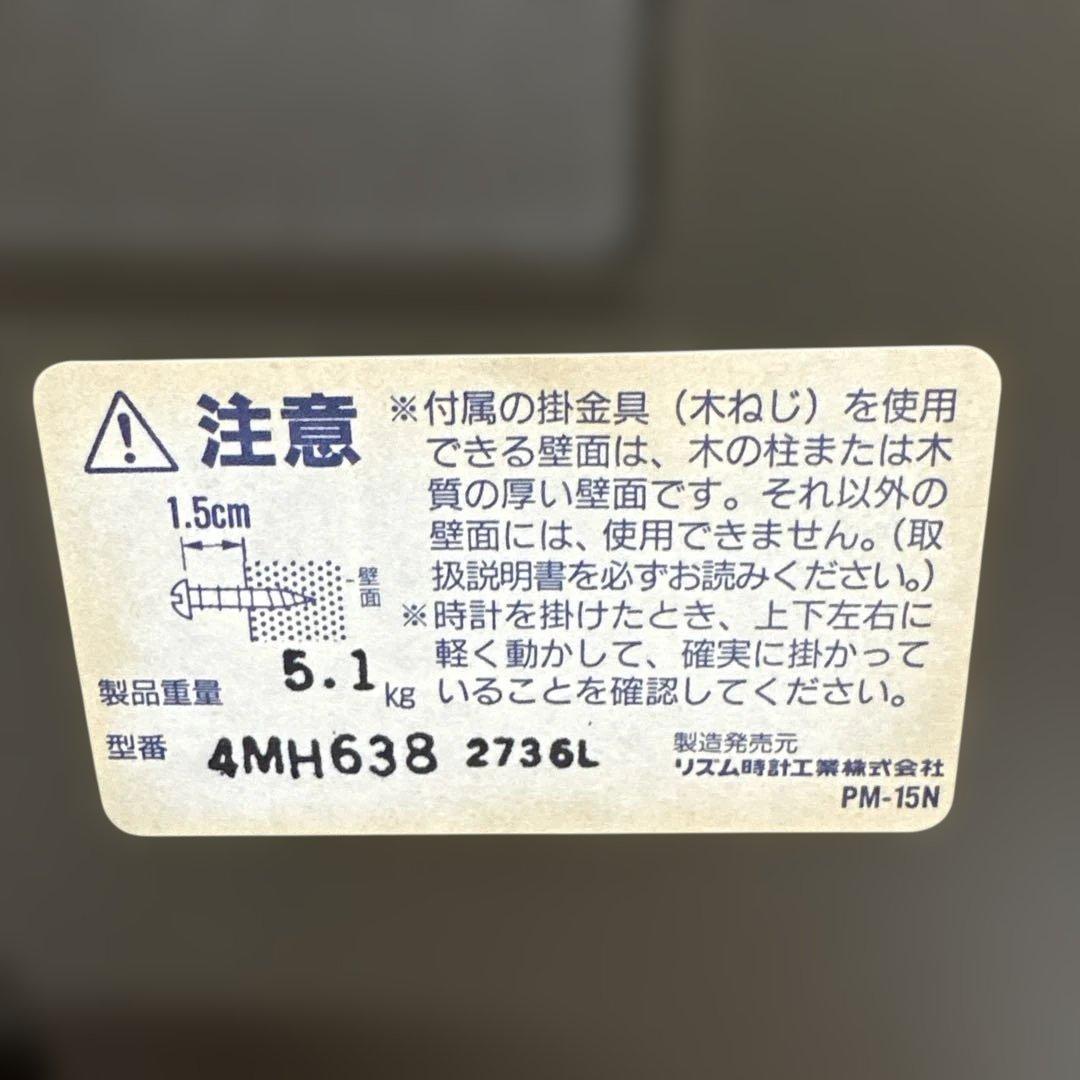 注意
1.5cm
壁面
製品重量 5.1 kg
※付属の掛金具（木ねじ）を使用
できる壁面は、木の柱または木
質の厚い壁面です。それ以外の
壁面には、使用できません。（取
扱説明書を必ずお読みください。）
※時計を掛けたとき、上下左右に
軽く動かして、確実に掛かって
いることを確認してください。
型番 4MH638 2736L
製造発売元
リズム時計工業株式会社
PM-15N